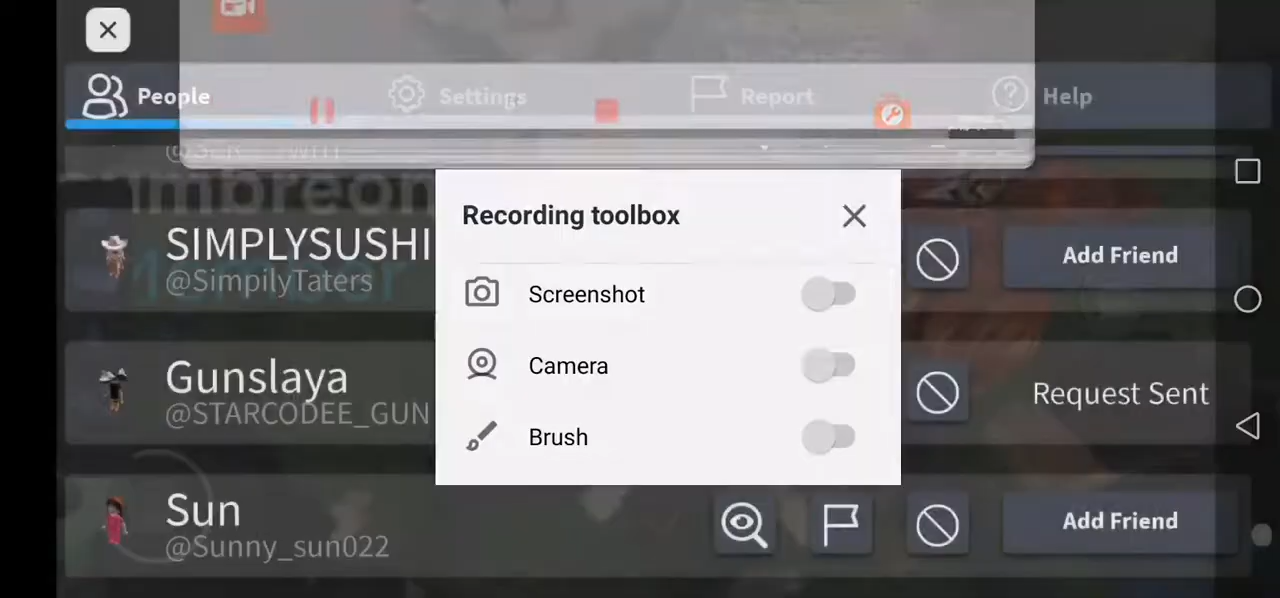 People
Settings
Report
Help
Recording toolbox
SIMPLYSUSHI
@SimpilyTaters
Add Friend
Screenshot
Camera
Gunslaya
@STARCODEE_GUN
Request Sent
Brush
Sun
@Sunny_sun022
Add Friend